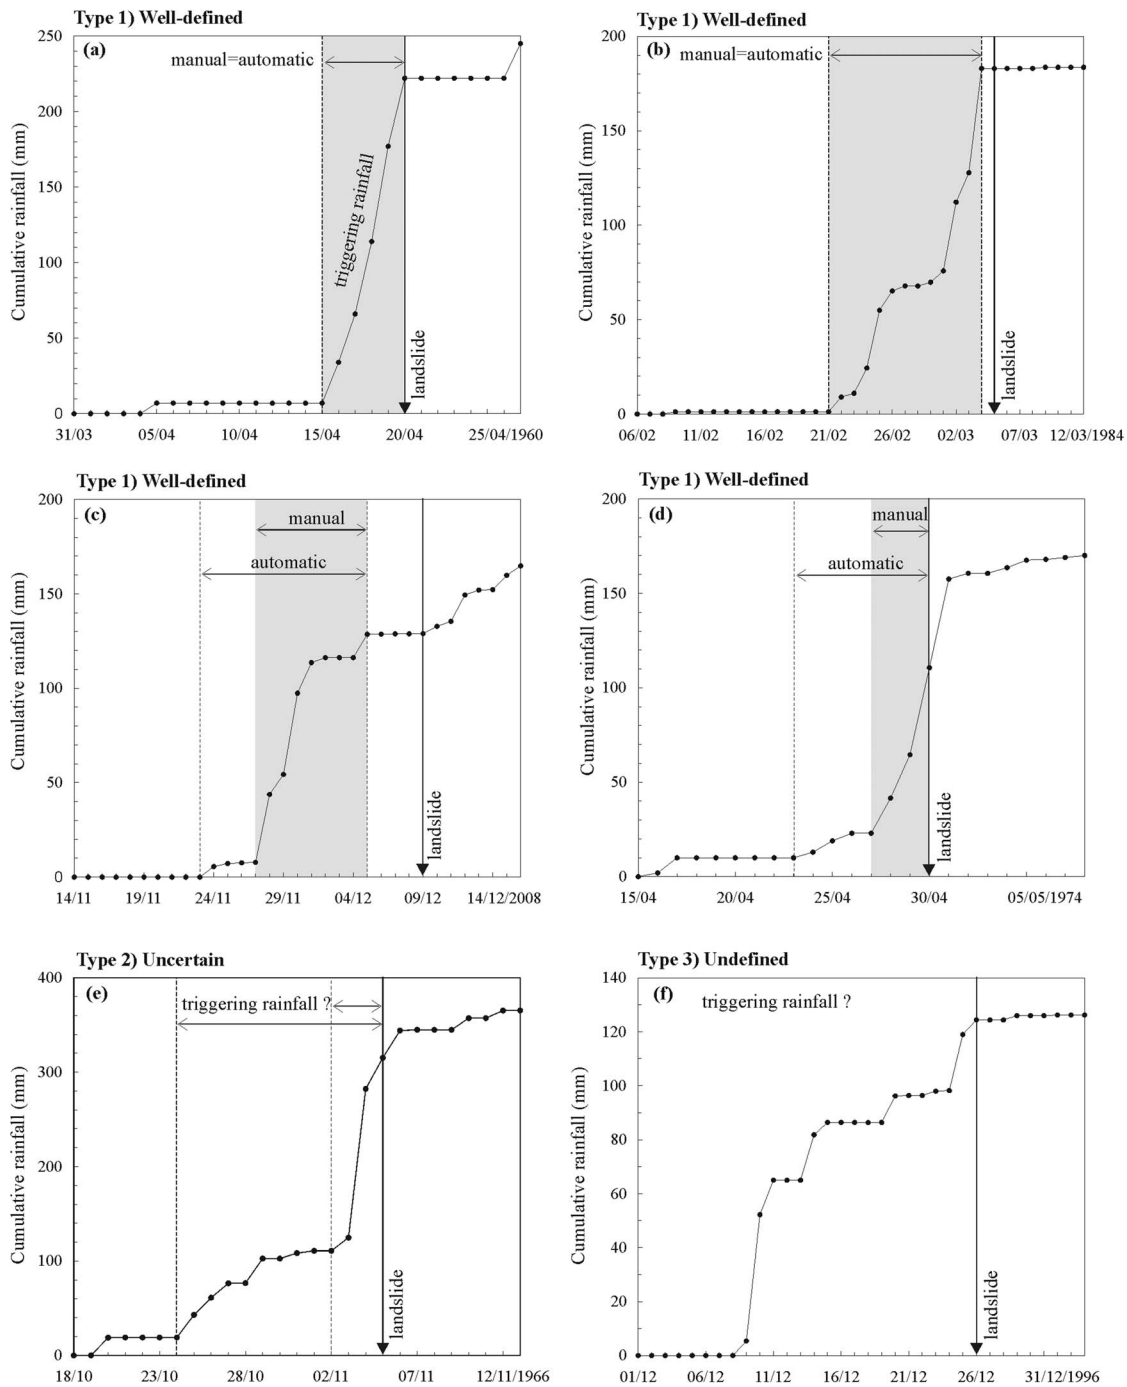 Type 1) Well-defined
(a)
manual=automatic
250
200
150
100
50
0
Cumulative rainfall (mm)
triggering rainfall
landslide
31/03 05/04 10/04 15/04 20/04 25/04/1960
Type 1) Well-defined
(b)
manual=automatic
200
150
100
50
0
Cumulative rainfall (mm)
landslide
06/02 11/02 16/02 21/02 26/02 02/03 07/03 12/03/1984
Type 1) Well-defined
(c)
manual
automatic
200
150
100
50
0
Cumulative rainfall (mm)
landslide
14/11 19/11 24/11 29/11 04/12 09/12 14/12/2008
Type 1) Well-defined
(d)
manual
automatic
200
150
100
50
0
Cumulative rainfall (mm)
landslide
15/04 20/04 25/04 30/04 05/05/1974
Type 2) Uncertain
(e)
triggering rainfall ?
400
300
200
100
0
Cumulative rainfall (mm)
landslide
18/10 23/10 28/10 02/11 07/11 12/11/1966
Type 3) Undefined
(f)
triggering rainfall ?
140
120
100
80
60
40
20
0
Cumulative rainfall (mm)
landslide
01/12 06/12 11/12 16/12 21/12 26/12 31/12/1996